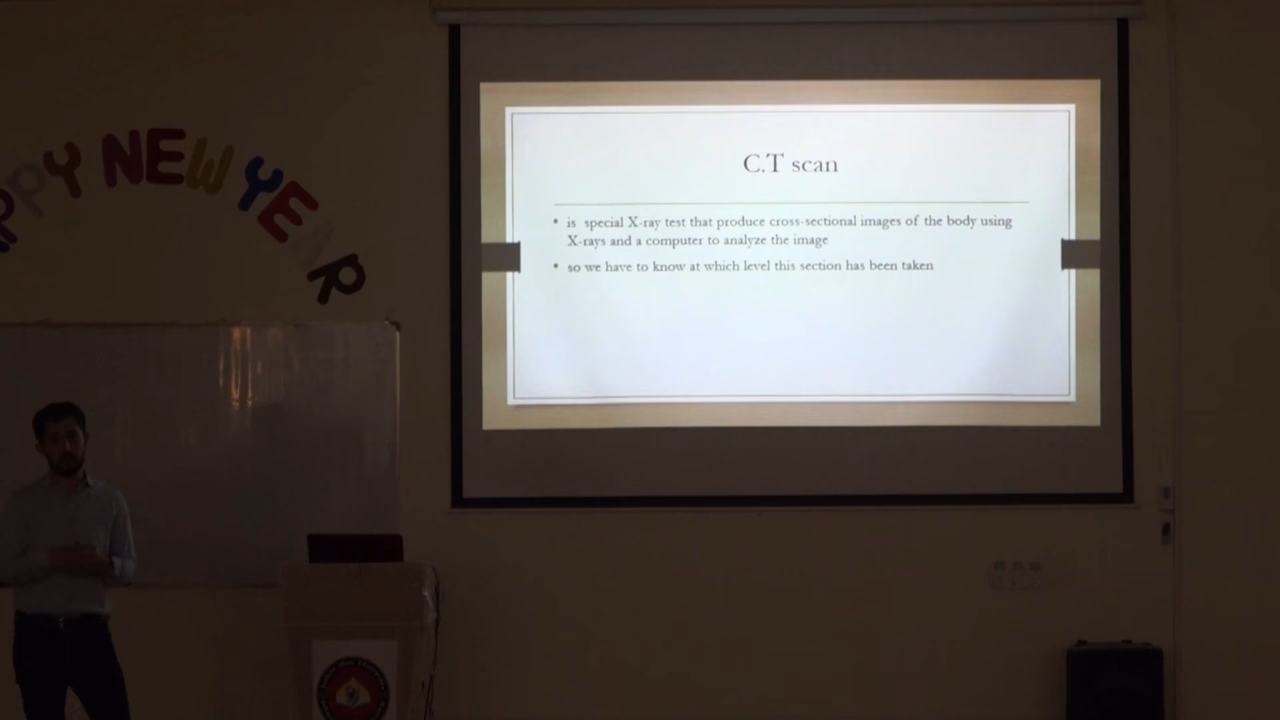 PPY NEW YEAR
C.T scan
• is special X-ray test that produce cross-sectional images of the body using
X-rays and a computer to analyze the image
• so we have to know at which level this section has been taken